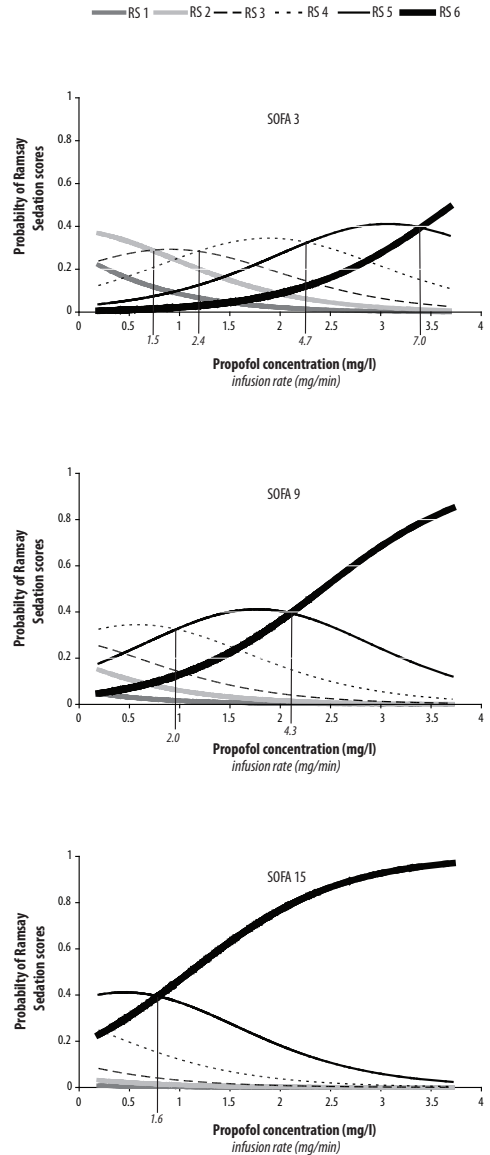 RS 1 RS 2 RS 3 RS 4 RS 5 RS 6
SOFA 3
Probabilty of Ramsay
Sedation scores
1
0.8
0.6
0.4
0.2
0
0 0.5 1 1.5 2 2.5 3 3.5 4
1.5 2.4 4.7 7.0
Propofol concentration (mg/l)
infusion rate (mg/min)
SOFA 9
Probabilty of Ramsay
Sedation scores
1
0.8
0.6
0.4
0.2
0
0 0.5 1 1.5 2 2.5 3 3.5 4
2.0 4.3
Propofol concentration (mg/l)
infusion rate (mg/min)
SOFA 15
Probabilty of Ramsay
Sedation scores
1
0.8
0.6
0.4
0.2
0
0 0.5 1 1.5 2 2.5 3 3.5 4
1.6
Propofol concentration (mg/l)
infusion rate (mg/min)